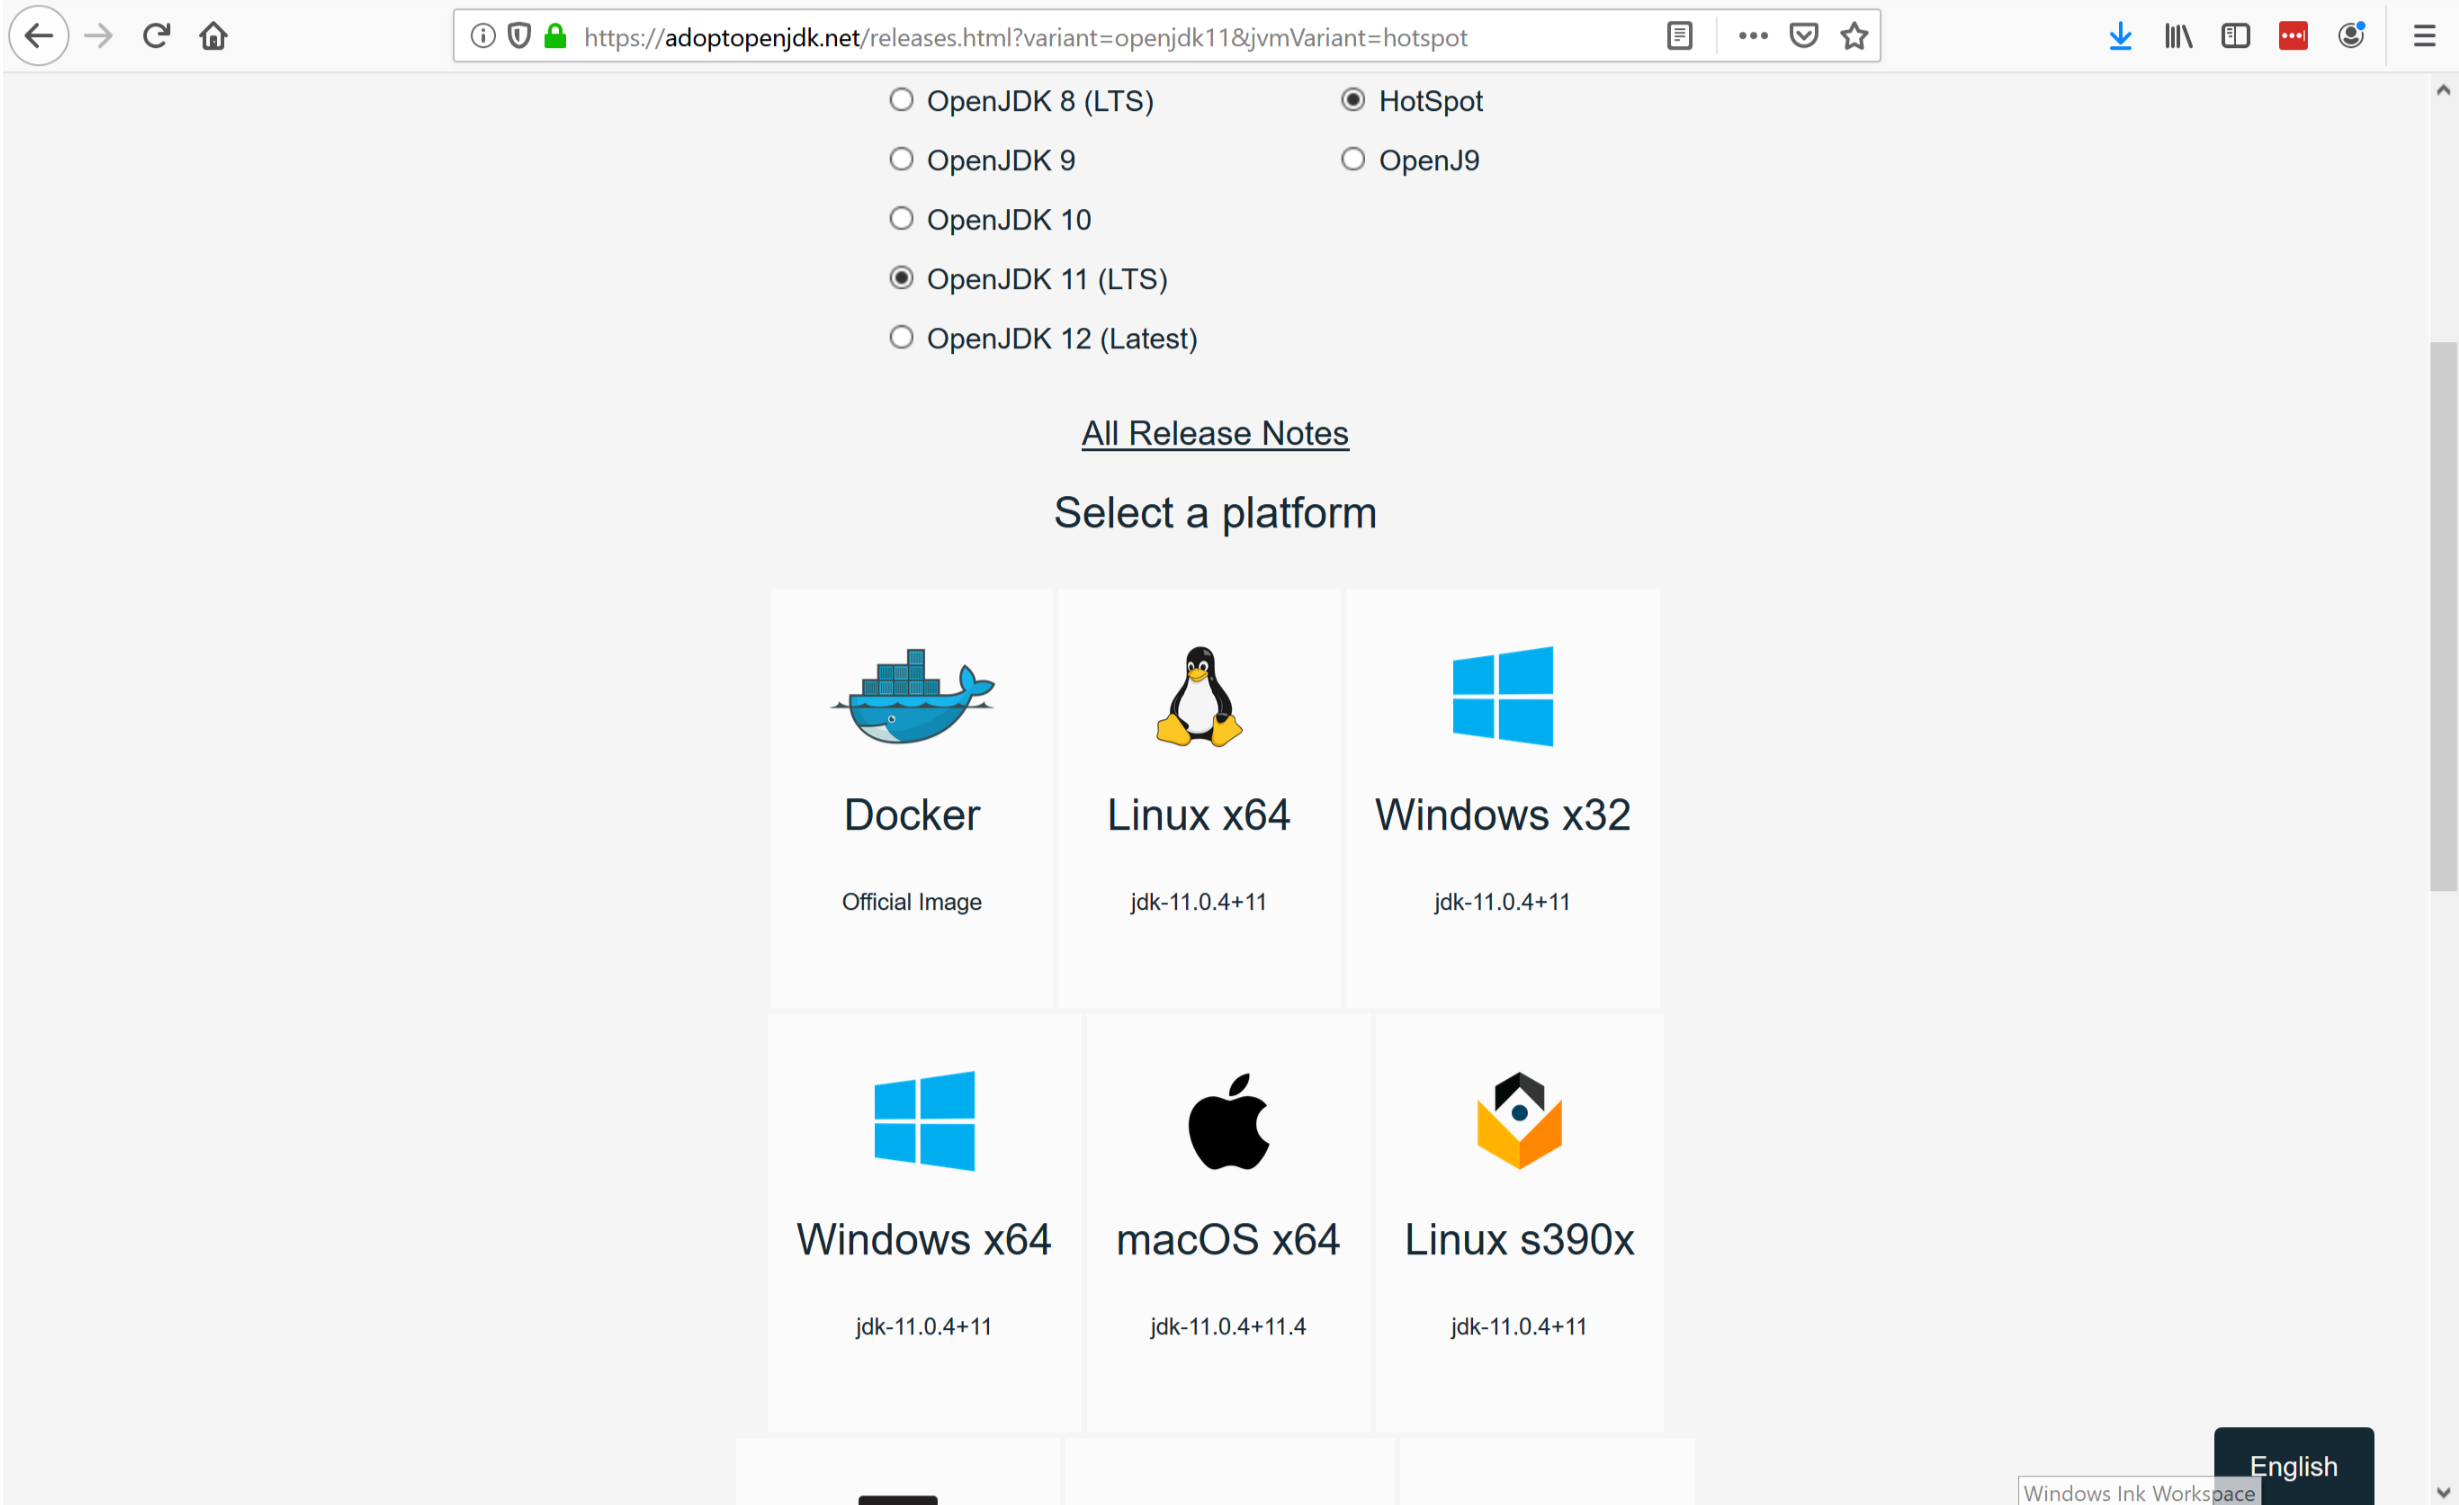 https://adoptopenjdk.net/releases.html?variant=openjdk11&jvmVariant=hotspot
OpenJDK 8 (LTS) HotSpot
OpenJDK 9 OpenJ9
OpenJDK 10
OpenJDK 11 (LTS)
OpenJDK 12 (Latest)
All Release Notes
Select a platform
Docker Linux x64 Windows x32
Official Image jdk-11.0.4+11 jdk-11.0.4+11
Windows x64 macOS x64 Linux s390x
jdk-11.0.4+11 jdk-11.0.4+11.4 jdk-11.0.4+11
English
Windows Ink Workspace